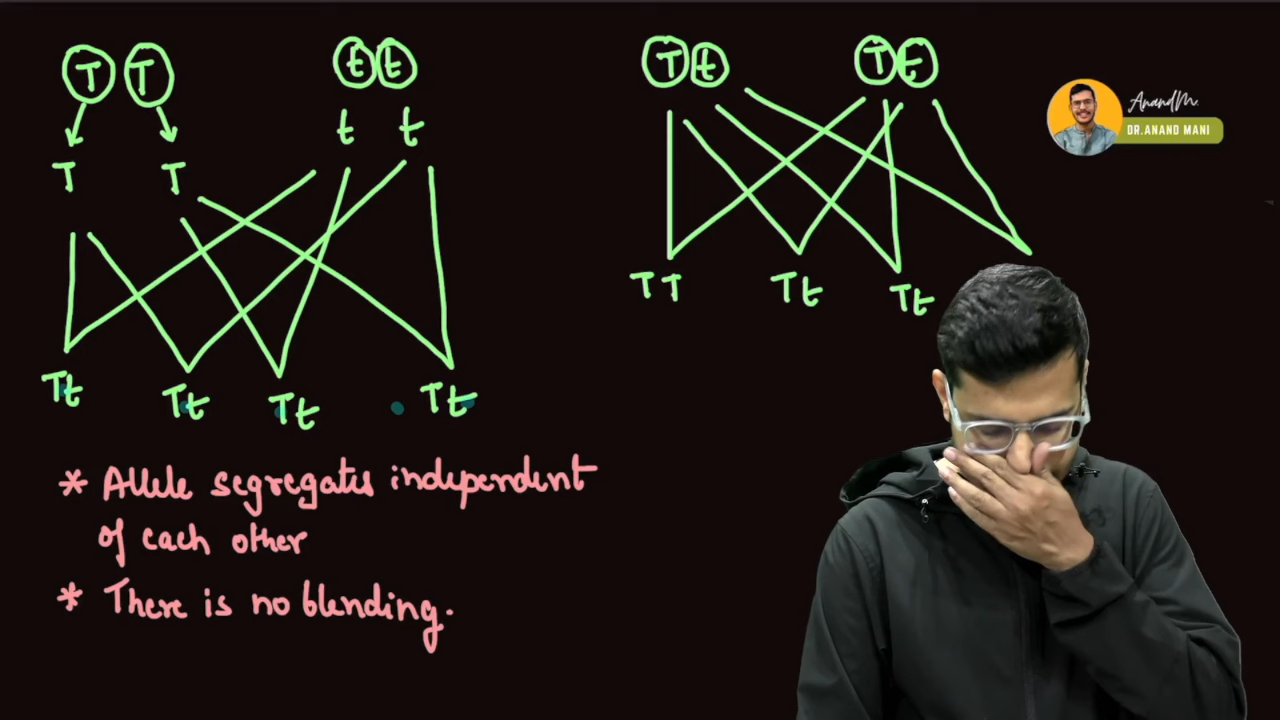 T T
t t
t t
T T
Tt Tt Tt Tt
* Allele segregates independent
of each other
* There is no blending.
T t
T t
TT Tt Tt
AnandM.
DR.ANAND MANI